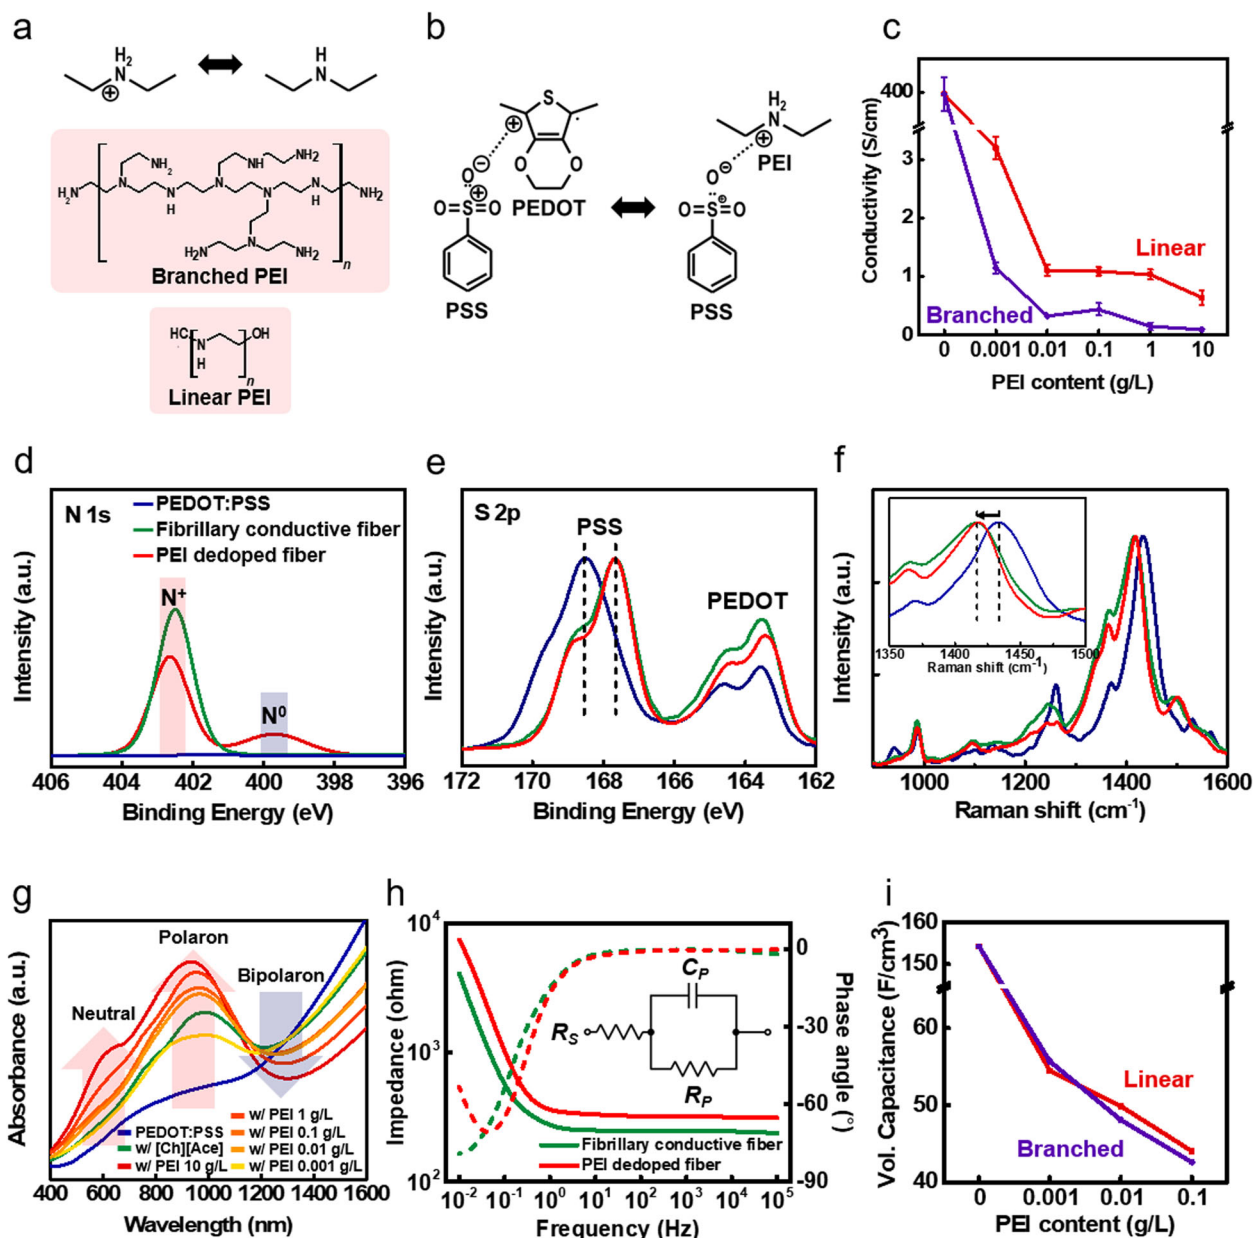 a
H₂
N
⊕
H
N
NH₂
NH₂
NH
H₂N
N
N
N
N
N
NH₂
H
H
N
H₂N
NH₂
n
Branched PEI
HC
N
H
OH
n
Linear PEI
b
S
⊕
O
O
O⊖
⊕
O=S=O
PEDOT
PSS
H₂
N
⊕
PEI
O⊖
⊕
O=S=O
PSS
c
Conductivity (S/cm)
400
3
2
1
0
Linear
Branched
0 0.001 0.01 0.1 1 10
PEI content (g/L)
d
N 1s
PEDOT:PSS
Fibrillary conductive fiber
PEI dedoped fiber
N⁺
N⁰
Intensity (a.u.)
406 404 402 400 398 396
Binding Energy (eV)
e
S 2p
PSS
PEDOT
Intensity (a.u.)
172 170 168 166 164 162
Binding Energy (eV)
f
Intensity (a.u.)
1350 1400 1450 1500
Raman shift (cm⁻¹)
1000 1200 1400 1600
Raman shift (cm⁻¹)
g
Absorbance (a.u.)
Polaron
Bipolaron
Neutral
w/ PEI 1 g/L
PEDOT:PSS w/ PEI 0.1 g/L
w/ [Ch][Ace] w/ PEI 0.01 g/L
w/ PEI 10 g/L w/ PEI 0.001 g/L
400 600 800 1000 1200 1400 1600
Wavelength (nm)
h
Impedance (ohm)
10⁴
10³
10²
Phase angle (°)
0
-30
-60
-90
C_P
R_S
R_P
Fibrillary conductive fiber
PEI dedoped fiber
10⁻² 10⁻¹ 10⁰ 10¹ 10² 10³ 10⁴ 10⁵
Frequency (Hz)
i
Vol. Capacitance (F/cm³)
160
150
60
50
40
Linear
Branched
0 0.001 0.01 0.1
PEI content (g/L)